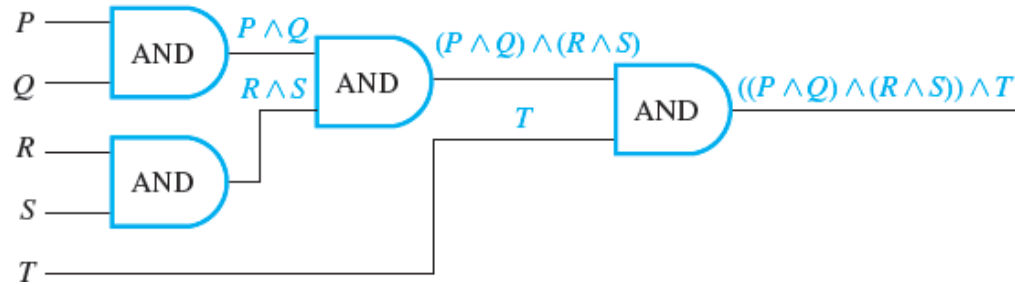 P
Q
AND
P ∧ Q
R
S
AND
R ∧ S
AND
(P ∧ Q) ∧ (R ∧ S)
T
T
AND
((P ∧ Q) ∧ (R ∧ S)) ∧ T